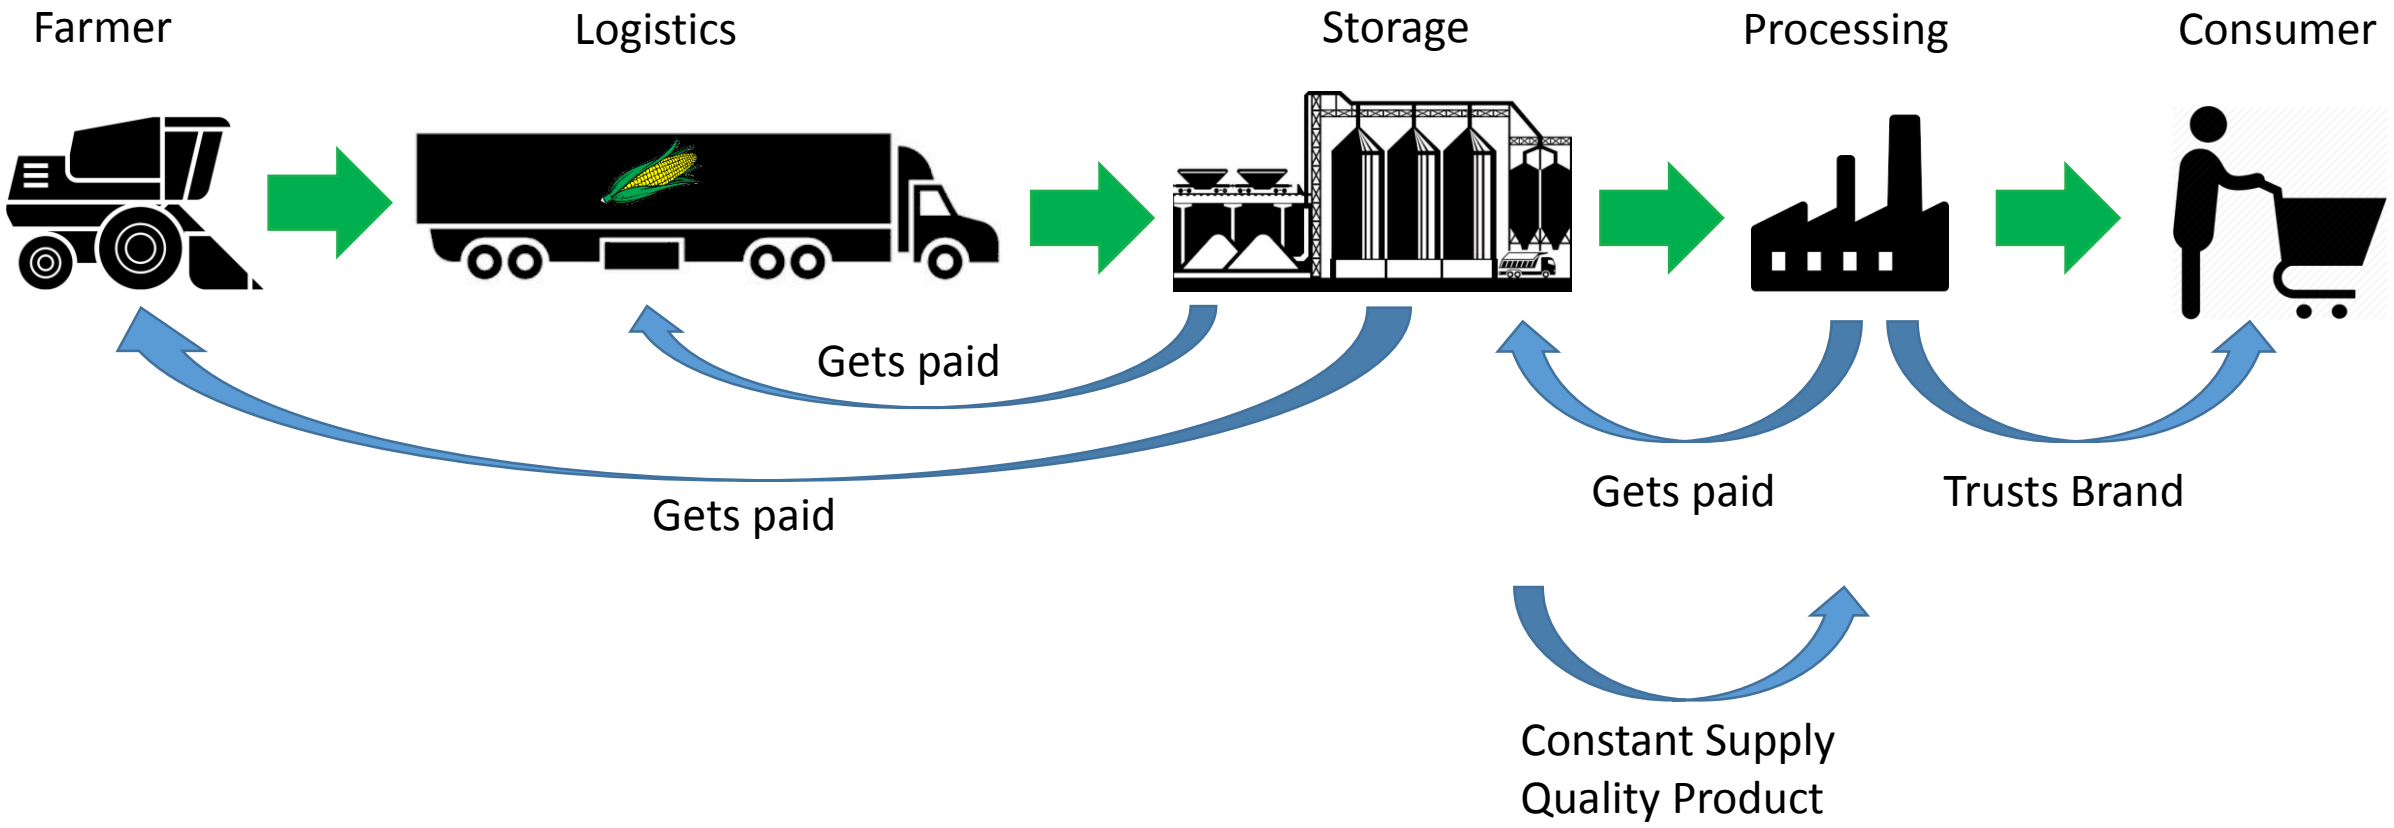 Farmer
Logistics
Storage
Processing
Consumer
Gets paid
Gets paid
Gets paid
Trusts Brand
Constant Supply
Quality Product